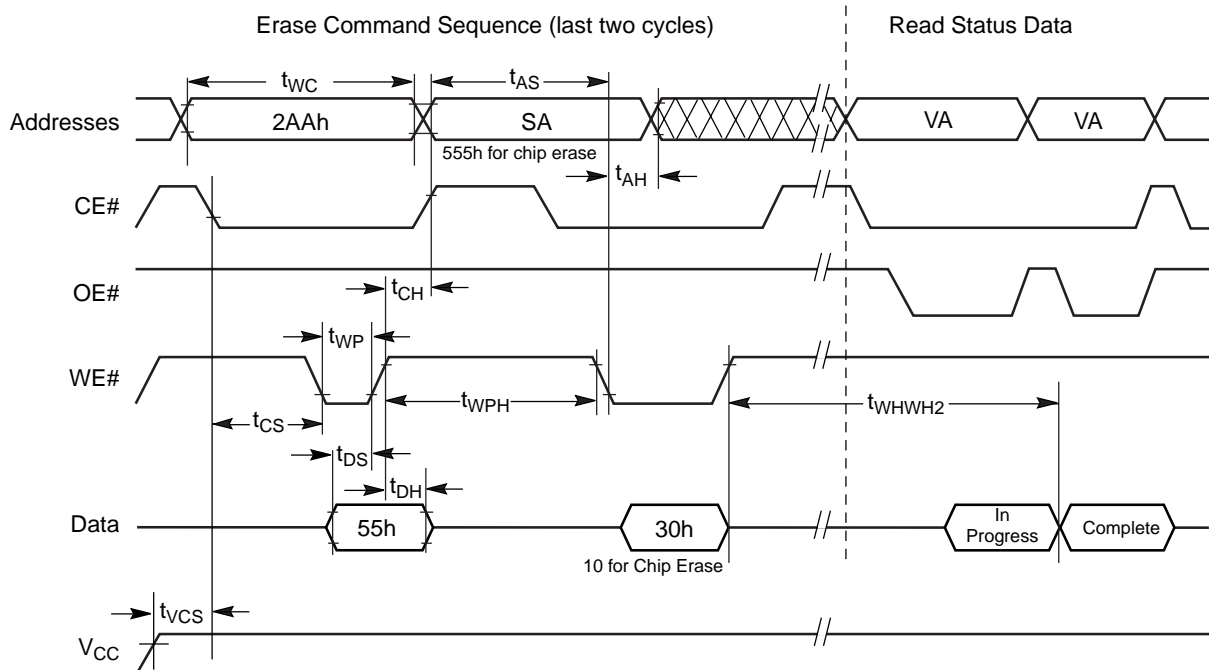 Erase Command Sequence (last two cycles)
Read Status Data
tWC
tAS
Addresses
2AAh
SA
VA
VA
555h for chip erase
tAH
CE#
OE#
tCH
tWP
WE#
tWPH
tWHWH2
tCS
tDS
tDH
Data
55h
30h
In
Progress
Complete
10 for Chip Erase
tVCS
VCC